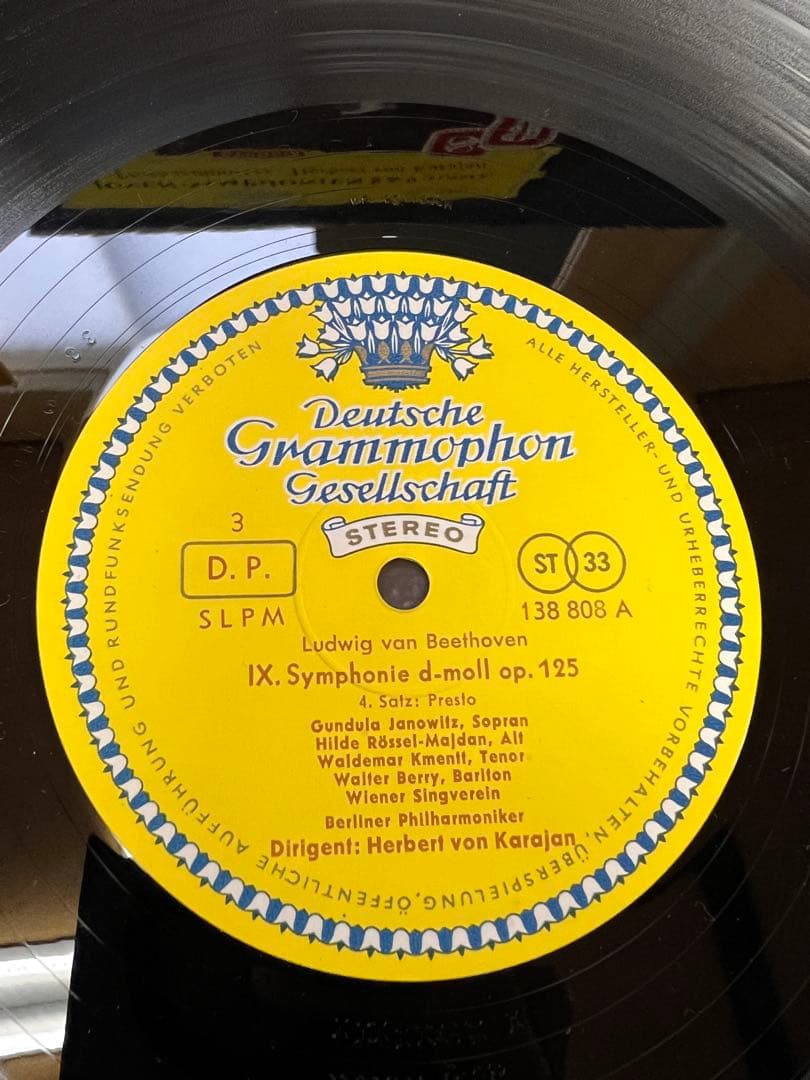 Deutsche
Grammophon
Gesellschaft
STEREO
3
D. P.
SLPM
ST 33
138 808 A
Ludwig van Beethoven
IX. Symphonie d-moll op. 125
4. Satz: Presto
Gundula Janowitz, Sopran
Hilde Rössel-Majdan, Alt
Waldemar Kmentt, Tenor
Walter Berry, Bariton
Wiener Singverein
Berliner Philharmoniker
Dirigent: Herbert von Karajan
ALLE HERSTELLER- UND URHEBERRECHTE VORBEHALTEN, ÜBERSPIELUNG, ÖFFENTLICHE AUFFÜHRUNG UND RUNDFUNKSENDUNG VERBOTEN